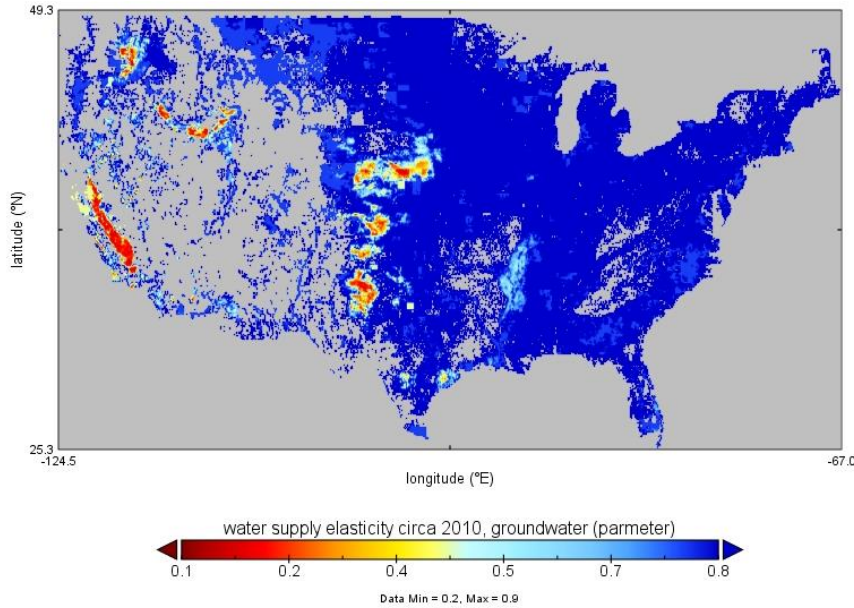 49.3
latitude (°N)
25.3
-124.5
-67.0
longitude (°E)
water supply elasticity circa 2010, groundwater (parmeter)
0.1 0.2 0.4 0.5 0.7 0.8
Data Min = 0.2, Max = 0.9